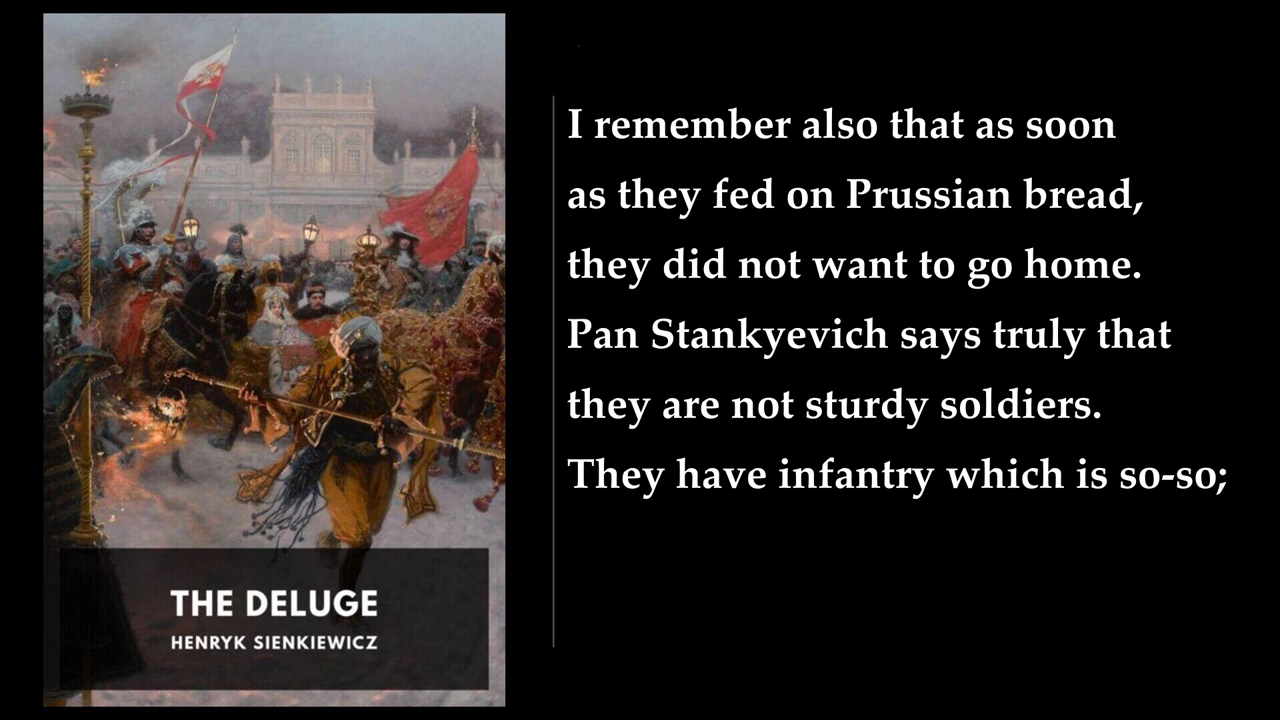 THE DELUGE
HENRYK SIENKIEWICZ
I remember also that as soon
as they fed on Prussian bread,
they did not want to go home.
Pan Stankyevich says truly that
they are not sturdy soldiers.
They have infantry which is so-so;